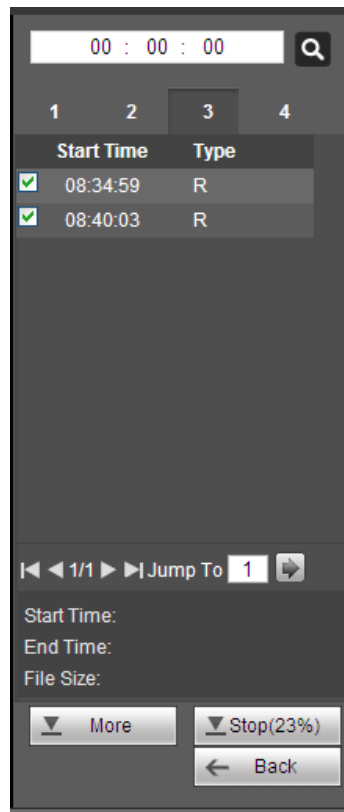 00 : 00 : 00
1 2 3 4
Start Time Type
08:34:59 R
08:40:03 R
1/1 Jump To 1
Start Time:
End Time:
File Size:
More Stop(23%)
Back